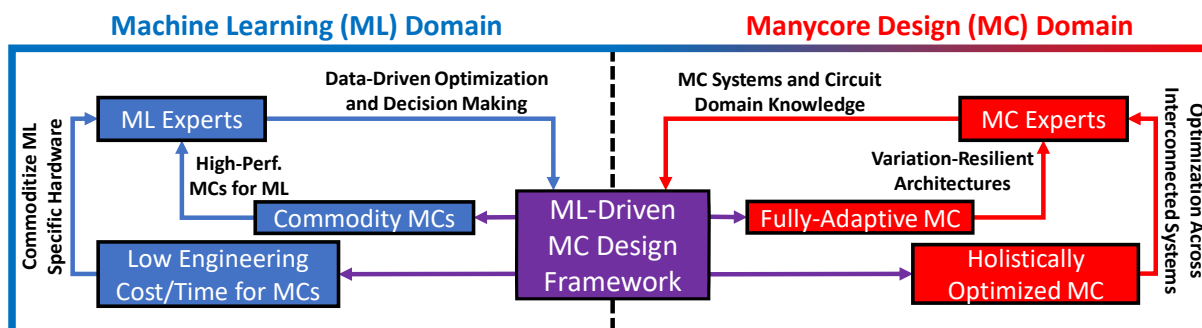 Machine Learning (ML) Domain
Manycore Design (MC) Domain
Data-Driven Optimization
and Decision Making
MC Systems and Circuit
Domain Knowledge
Commoditize ML
Specific Hardware
ML Experts
MC Experts
Optimization Across
Interconnected Systems
High-Perf.
MCs for ML
Variation-Resilient
Architectures
Commodity MCs
ML-Driven
MC Design
Framework
Fully-Adaptive MC
Low Engineering
Cost/Time for MCs
Holistically
Optimized MC